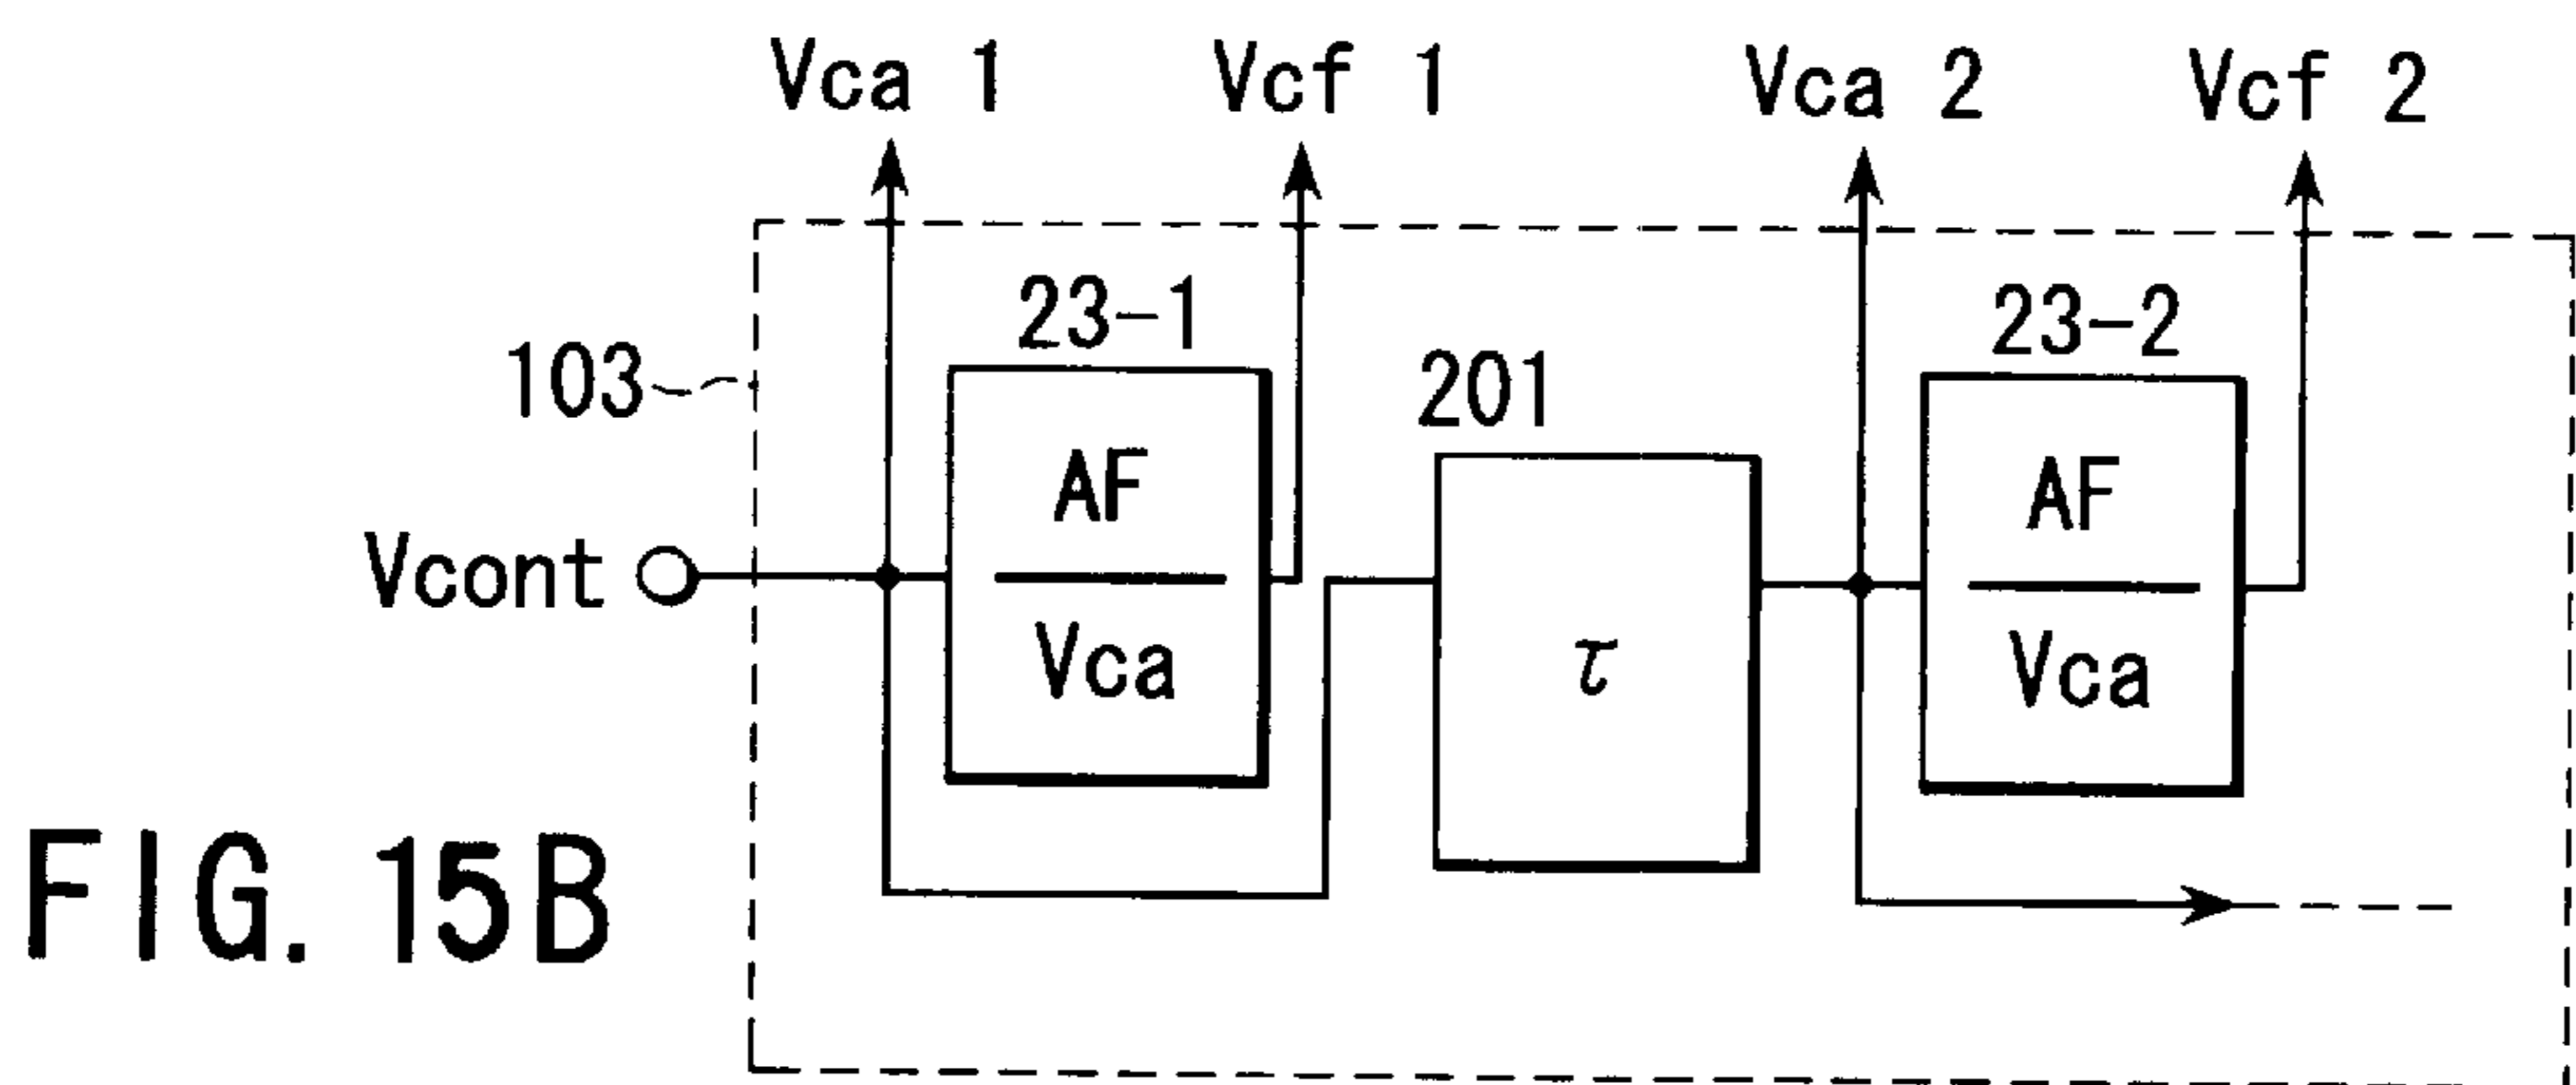 Vca 1 Vcf 1 Vca 2 Vcf 2
23-1 23-2
103 201
AF AF
Vcont
Vca τ Vca
FIG. 15B